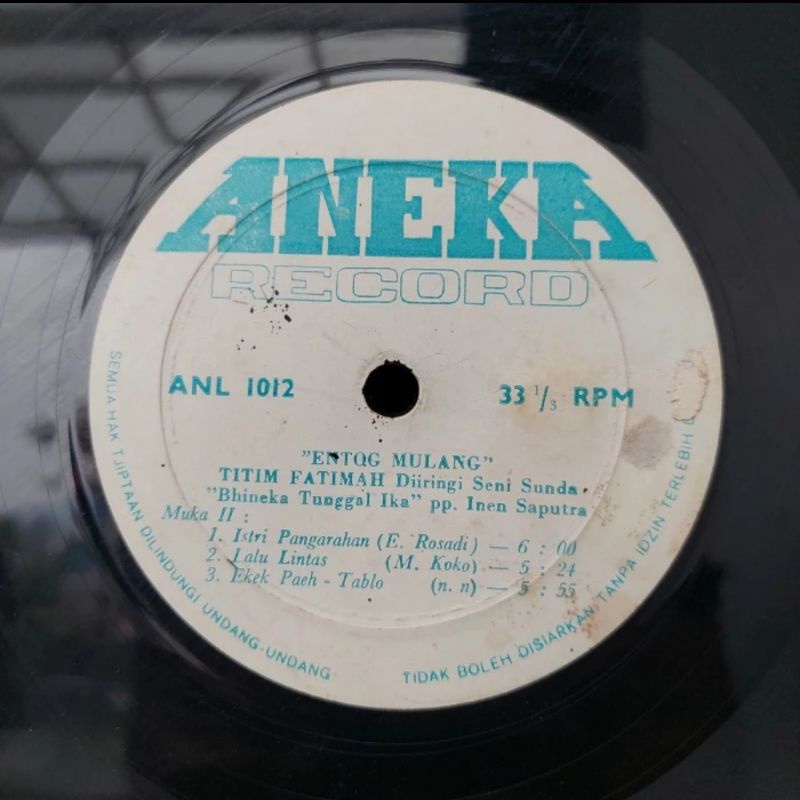 ANEKA
RECORD
ANL 1012
33 1/3 RPM
"ENTOG MULANG"
TITIM FATIMAH Diiringi Seni Sunda
"Bhineka Tunggal Ika" pp. Inen Saputra
Muka II :
1. Istri Pangarahan (E. Rosadi) — 6 : 00
2. Lalu Lintas (M. Koko) — 5 : 24
3. Ekek Paeh - Tablo (n. n) — 5 : 55
SEMUA HAK TJIPTAAN DILINDUNGI UNDANG-UNDANG
TIDAK BOLEH DISIARKAN TANPA IDZIN TERLEBIH